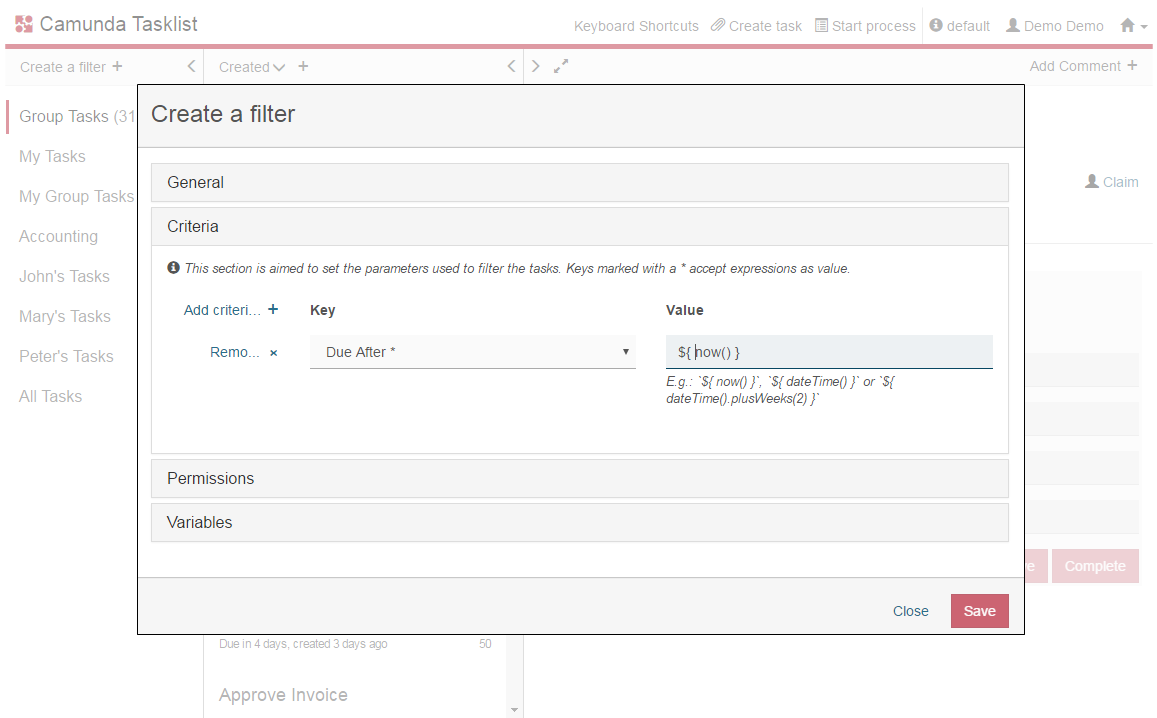 Camunda Tasklist
Keyboard Shortcuts Create task Start process default Demo Demo
Create a filter +
Created +
Add Comment +
Group Tasks (31
My Tasks
My Group Tasks
Accounting
John's Tasks
Mary's Tasks
Peter's Tasks
All Tasks
Claim
Create a filter
General
Criteria
This section is aimed to set the parameters used to filter the tasks. Keys marked with a * accept expressions as value.
Add criteri... + Key Value
Remo... × Due After * ${ now() }
E.g.: `${ now() }`, `${ dateTime() }` or `${
dateTime().plusWeeks(2) }`
Permissions
Variables
Close Save
Complete
Due in 4 days, created 3 days ago 50
Approve Invoice